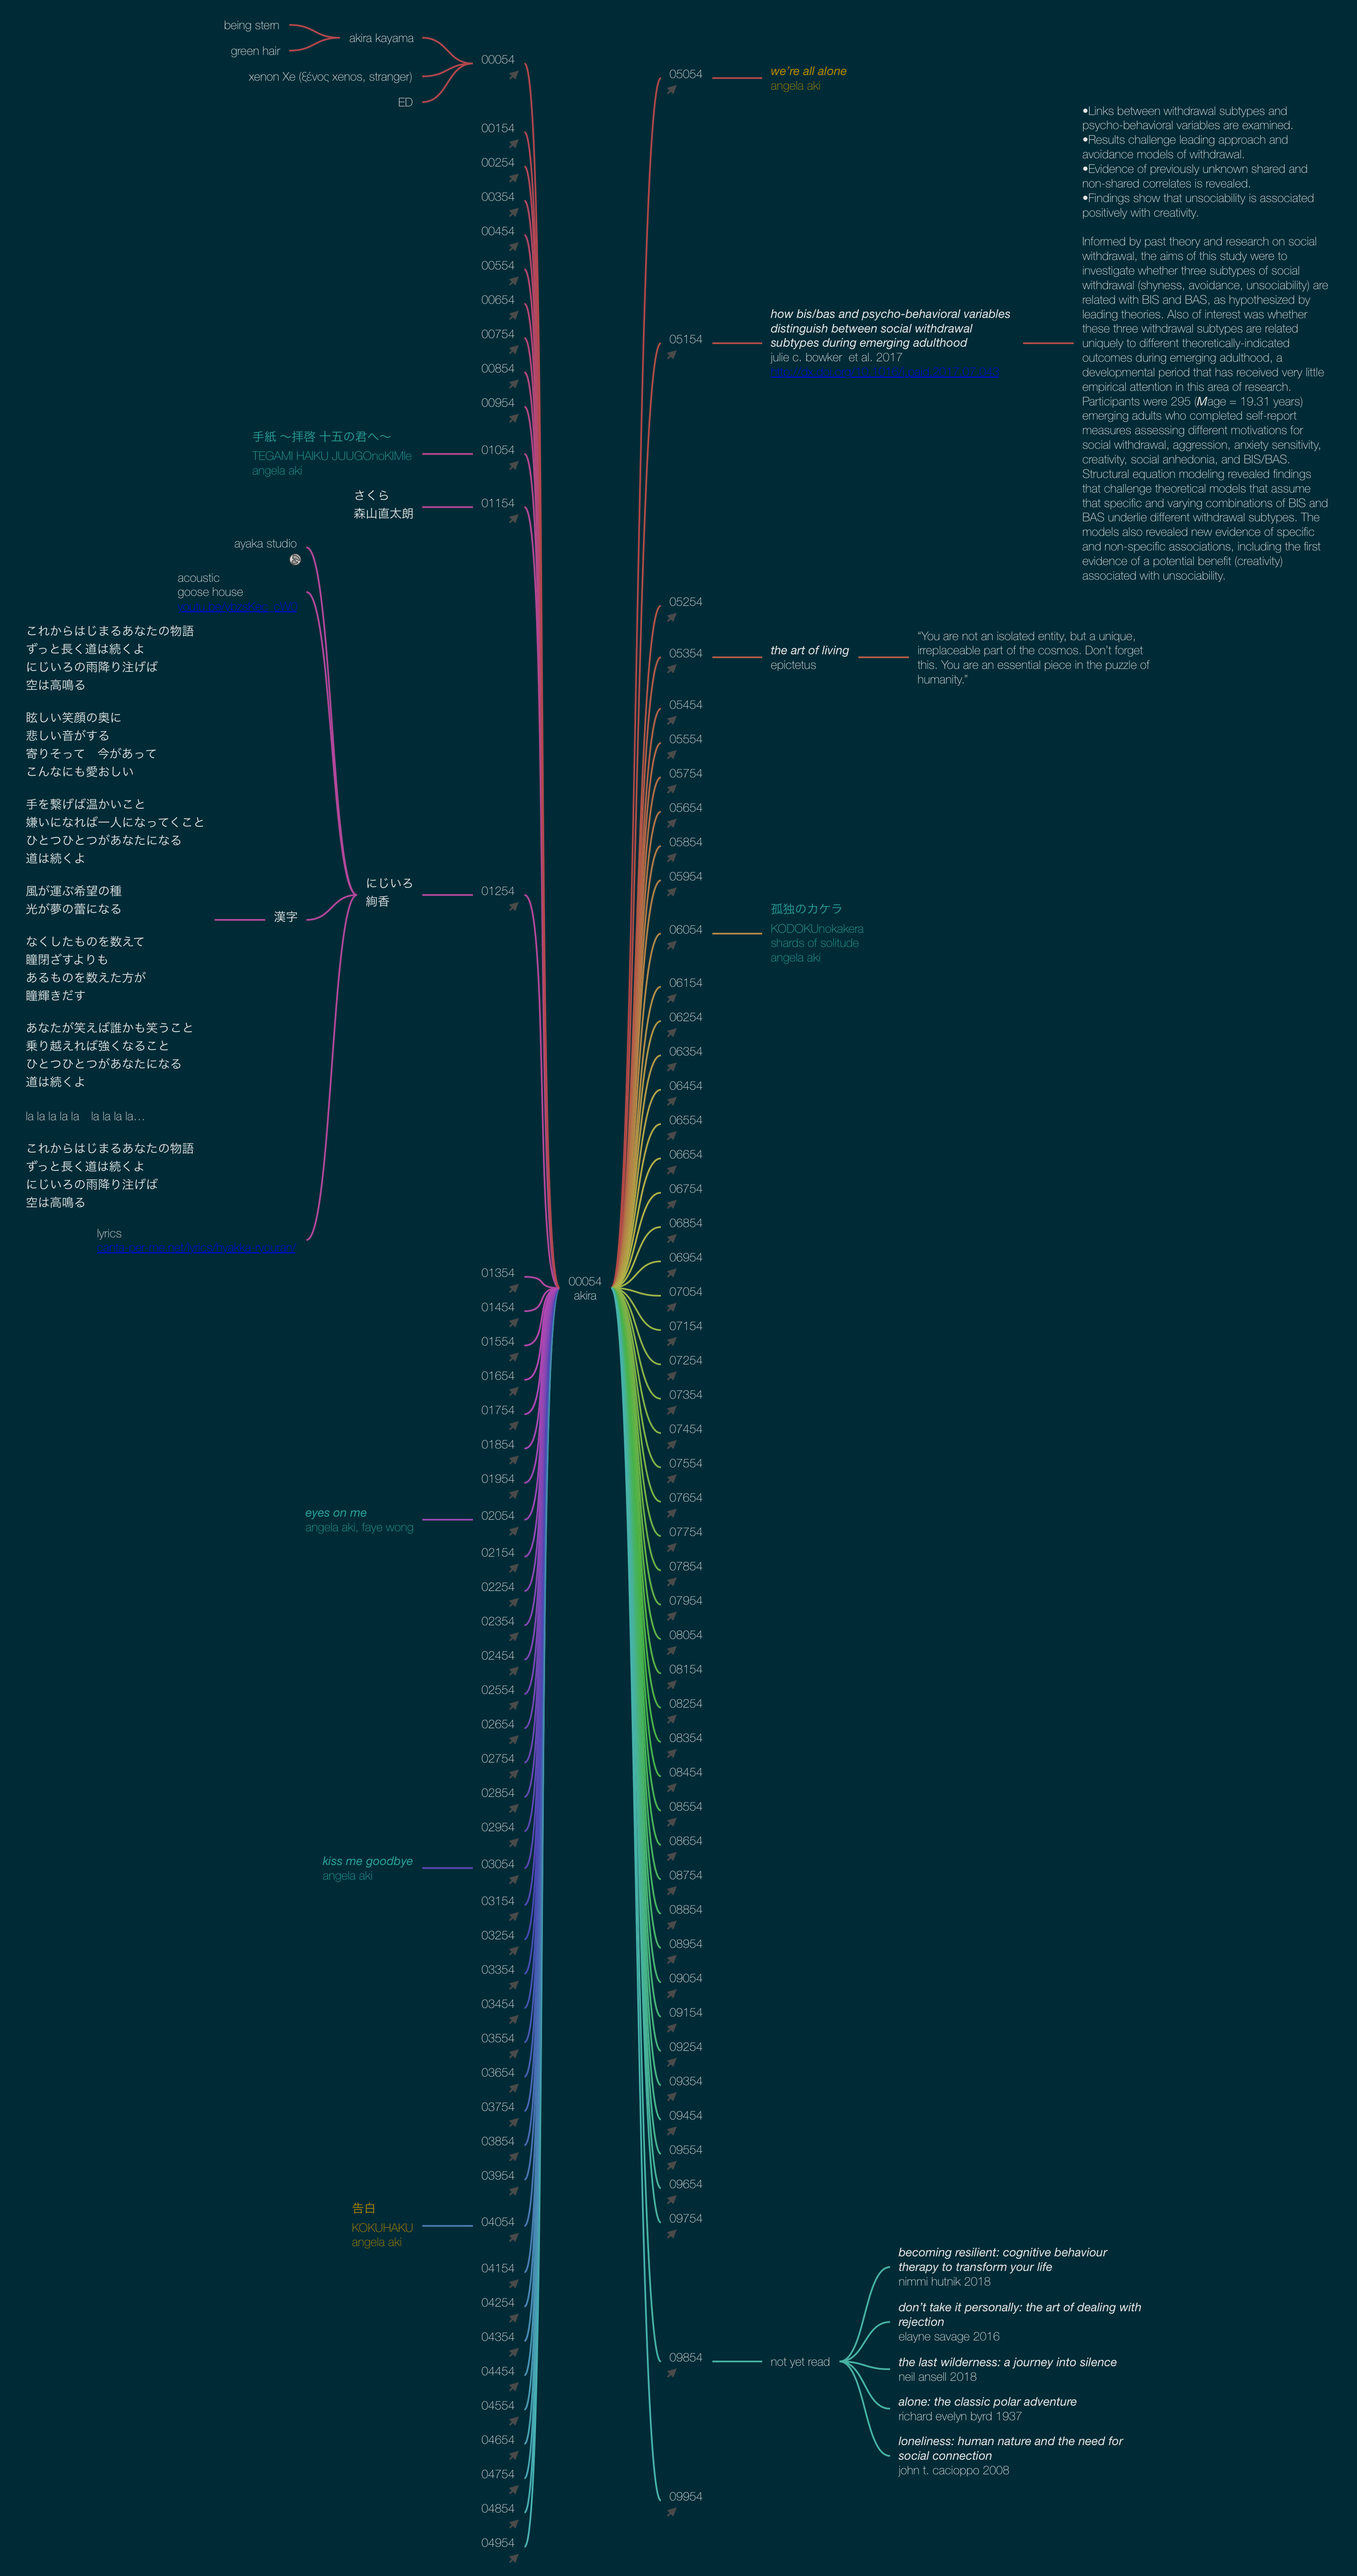 being stern
green hair
akira kayama
xenon Xe (ξένος xenos, stranger)
ED
00054
00154
00254
00354
00454
00554
00654
00754
00854
00954
手紙 〜拝啓 十五の君へ〜
TEGAMI HAIKU JUUGOnoKIMIe
angela aki
01054
さくら
森山直太朗
01154
ayaka studio
acoustic
goose house
これからはじまるあなたの物語
ずっと長く道は続くよ
にじいろの雨降り注げば
空は高鳴る
眩しい笑顔の奥に
悲しい音がする
寄りそって　今があって
こんなにも愛おしい
手を繋げば温かいこと
嫌いになれば一人になってくこと
ひとつひとつがあなたになる
道は続くよ
風が運ぶ希望の種
光が夢の蕾になる
なくしたものを数えて
瞳閉ざすよりも
あるものを数えた方が
瞳輝きだす
あなたが笑えば誰かも笑うこと
乗り越えれば強くなること
ひとつひとつがあなたになる
道は続くよ
la la la la la　la la la la…
これからはじまるあなたの物語
ずっと長く道は続くよ
にじいろの雨降り注げば
空は高鳴る
漢字
lyrics
にじいろ
絢香
01254
01354
01454
01554
01654
01754
01854
01954
eyes on me
angela aki, faye wong
02054
02154
02254
02354
02454
02554
02654
02754
02854
02954
kiss me goodbye
angela aki
03054
03154
03254
03354
03454
03554
03654
03754
03854
03954
告白
KOKUHAKU
angela aki
04054
04154
04254
04354
04454
04554
04654
04754
04854
04954
00054
akira
05054
we're all alone
angela aki
05154
how bis/bas and psycho-behavioral variables
distinguish between social withdrawal
subtypes during emerging adulthood
julie c. bowker  et al. 2017
•Links between withdrawal subtypes and
psycho-behavioral variables are examined.
•Results challenge leading approach and
avoidance models of withdrawal.
•Evidence of previously unknown shared and
non-shared correlates is revealed.
•Findings show that unsociability is associated
positively with creativity.
Informed by past theory and research on social
withdrawal, the aims of this study were to
investigate whether three subtypes of social
withdrawal (shyness, avoidance, unsociability) are
related with BIS and BAS, as hypothesized by
leading theories. Also of interest was whether
these three withdrawal subtypes are related
uniquely to different theoretically-indicated
outcomes during emerging adulthood, a
developmental period that has received very little
empirical attention in this area of research.
Participants were 295 (Mage = 19.31 years)
emerging adults who completed self-report
measures assessing different motivations for
social withdrawal, aggression, anxiety sensitivity,
creativity, social anhedonia, and BIS/BAS.
Structural equation modeling revealed findings
that challenge theoretical models that assume
that specific and varying combinations of BIS and
BAS underlie different withdrawal subtypes. The
models also revealed new evidence of specific
and non-specific associations, including the first
evidence of a potential benefit (creativity)
associated with unsociability.
05254
05354
the art of living
epictetus
“You are not an isolated entity, but a unique,
irreplaceable part of the cosmos. Don't forget
this. You are an essential piece in the puzzle of
humanity.”
05454
05554
05754
05654
05854
05954
06054
孤独のカケラ
KODOKUnokakera
shards of solitude
angela aki
06154
06254
06354
06454
06554
06654
06754
06854
06954
07054
07154
07254
07354
07454
07554
07654
07754
07854
07954
08054
08154
08254
08354
08454
08554
08654
08754
08854
08954
09054
09154
09254
09354
09454
09554
09654
09754
09854
not yet read
becoming resilient: cognitive behaviour
therapy to transform your life
nimmi hutnik 2018
don't take it personally: the art of dealing with
rejection
elayne savage 2016
the last wilderness: a journey into silence
neil ansell 2018
alone: the classic polar adventure
richard evelyn byrd 1937
loneliness: human nature and the need for
social connection
john t. cacioppo 2008
09954